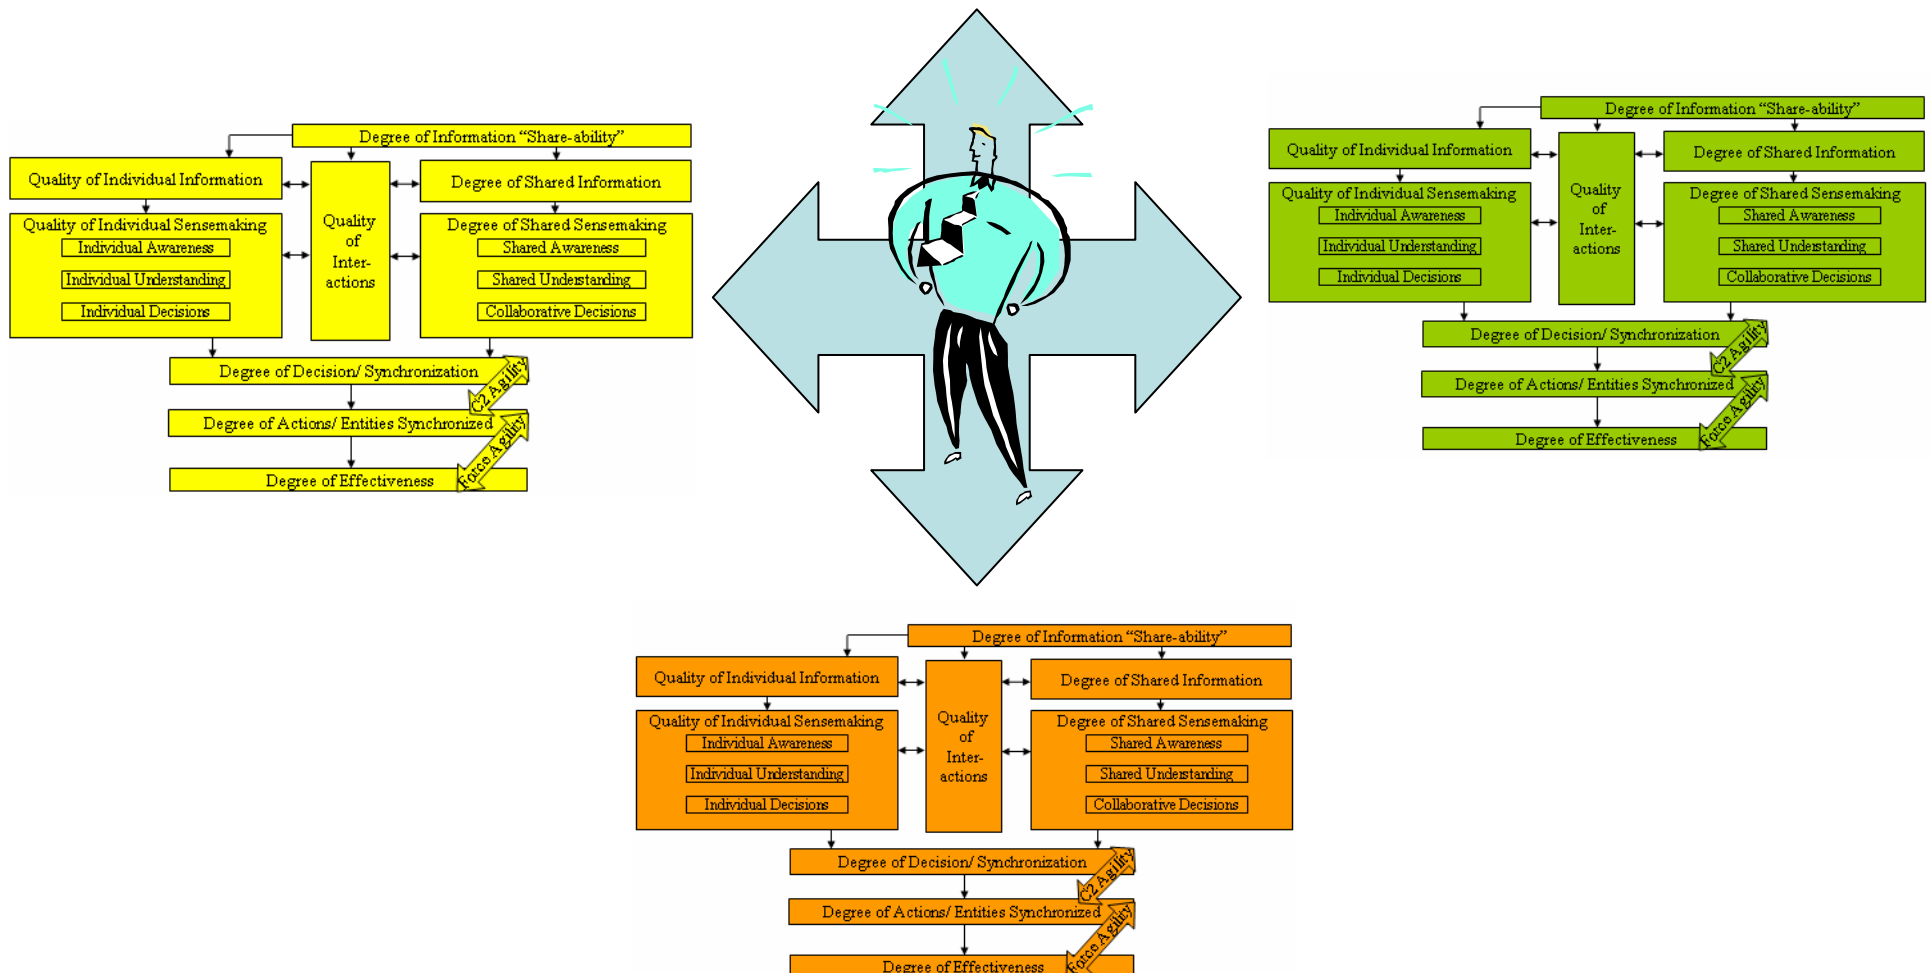 Degree of Information “Share-ability”
Quality of Individual Information
Degree of Shared Information
Quality of Individual Sensemaking
Individual Awareness
Individual Understanding
Individual Decisions
Quality
of
Inter-
actions
Degree of Shared Sensemaking
Shared Awareness
Shared Understanding
Collaborative Decisions
Degree of Decision/ Synchronization
C2 Agility
Degree of Actions/ Entities Synchronized
Force Agility
Degree of Effectiveness
Degree of Information “Share-ability”
Quality of Individual Information
Degree of Shared Information
Quality of Individual Sensemaking
Individual Awareness
Individual Understanding
Individual Decisions
Quality
of
Inter-
actions
Degree of Shared Sensemaking
Shared Awareness
Shared Understanding
Collaborative Decisions
Degree of Decision/ Synchronization
C2 Agility
Degree of Actions/ Entities Synchronized
Force Agility
Degree of Effectiveness
Degree of Information “Share-ability”
Quality of Individual Information
Degree of Shared Information
Quality of Individual Sensemaking
Individual Awareness
Individual Understanding
Individual Decisions
Quality
of
Inter-
actions
Degree of Shared Sensemaking
Shared Awareness
Shared Understanding
Collaborative Decisions
Degree of Decision/ Synchronization
C2 Agility
Degree of Actions/ Entities Synchronized
Force Agility
Degree of Effectiveness